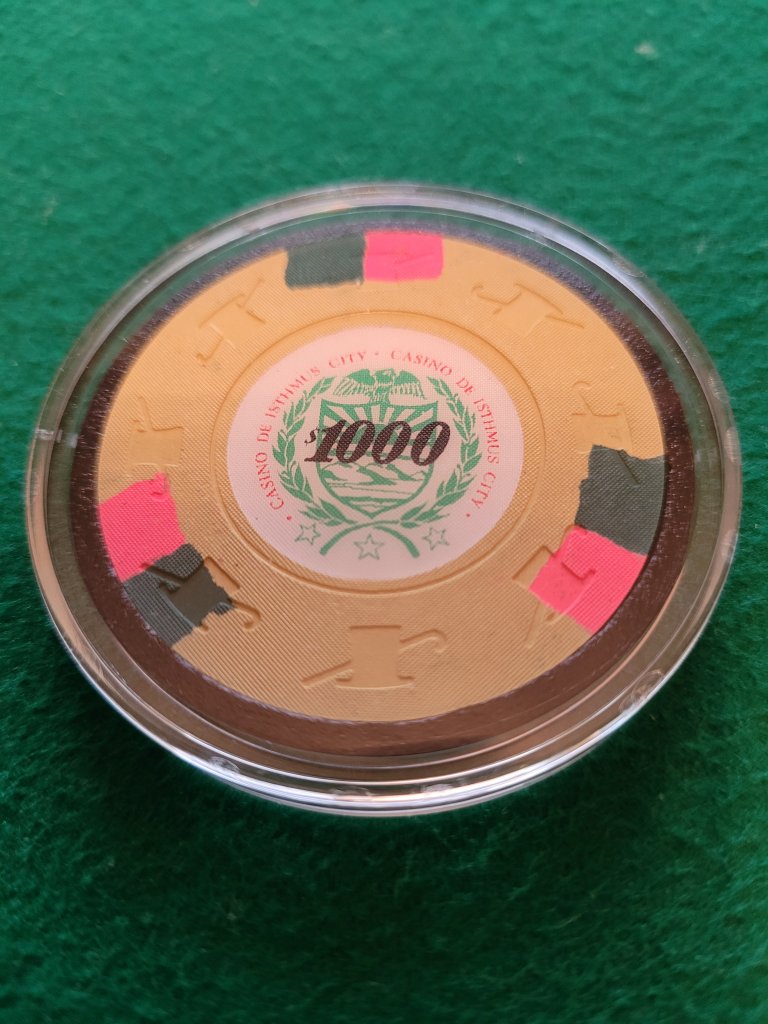 • CASINO DE ISTHMUS CITY • CASINO DE ISTHMUS CITY •
$1000